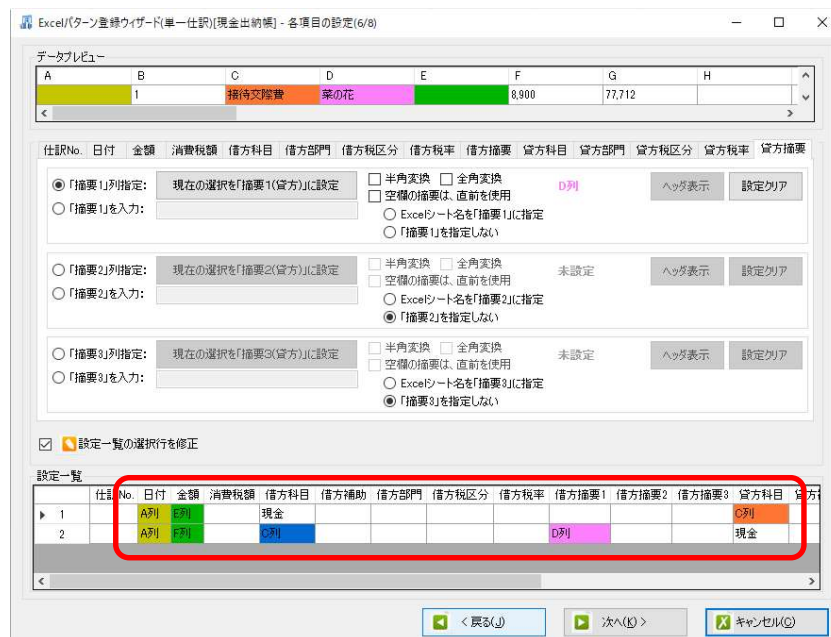 Excelパターン登録ウィザード(単一仕訳)[現金出納帳] - 各項目の設定(6/8)
データプレビュー
A B C D E F G H
1 接待交際費 菜の花 8,900 77,712
仕訳No. 日付 金額 消費税額 借方科目 借方部門 借方税区分 借方税率 借方摘要 貸方科目 貸方部門 貸方税区分 貸方税率 貸方摘要
「摘要1」列指定: 現在の選択を「摘要1(貸方)」に設定 半角変換 全角変換 D列 ヘッダ表示 設定クリア
空欄の摘要は、直前を使用
「摘要1」を入力: Excelシート名を「摘要1」に指定
「摘要1」を指定しない
「摘要2」列指定: 現在の選択を「摘要2(貸方)」に設定 半角変換 全角変換 未設定 ヘッダ表示 設定クリア
空欄の摘要は、直前を使用
「摘要2」を入力: Excelシート名を「摘要2」に指定
「摘要2」を指定しない
「摘要3」列指定: 現在の選択を「摘要3(貸方)」に設定 半角変換 全角変換 未設定 ヘッダ表示 設定クリア
空欄の摘要は、直前を使用
「摘要3」を入力: Excelシート名を「摘要3」に指定
「摘要3」を指定しない
設定一覧の選択行を修正
設定一覧
仕訳No. 日付 金額 消費税額 借方科目 借方補助 借方部門 借方税区分 借方税率 借方摘要1 借方摘要2 借方摘要3 貸方科目 貸方
1 A列 E列 現金 C列
2 A列 F列 C列 D列 現金
< 戻る(J) 次へ(K) > キャンセル(C)